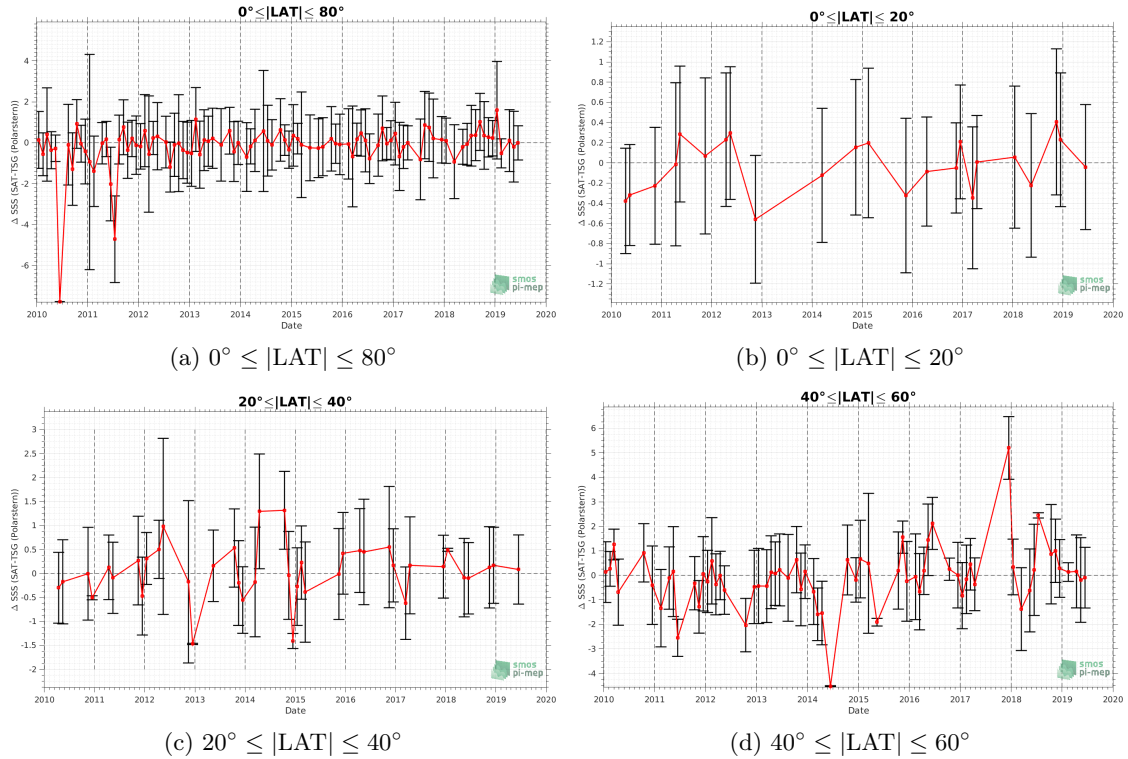 0°≤|LAT|≤ 80°
Δ SSS (SAT-TSG (Polarstern))
4
2
0
-2
-4
-6
2010 2011 2012 2013 2014 2015 2016 2017 2018 2019 2020
Date
smos
pi-mep
(a) 0° ≤ |LAT| ≤ 80°
0°≤|LAT|≤ 20°
Δ SSS (SAT-TSG (Polarstern))
1.2
1
0.8
0.6
0.4
0.2
0
-0.2
-0.4
-0.6
-0.8
-1
-1.2
2010 2011 2012 2013 2014 2015 2016 2017 2018 2019 2020
Date
smos
pi-mep
(b) 0° ≤ |LAT| ≤ 20°
20°≤|LAT|≤ 40°
Δ SSS (SAT-TSG (Polarstern))
3
2.5
2
1.5
1
0.5
0
-0.5
-1
-1.5
-2
2010 2011 2012 2013 2014 2015 2016 2017 2018 2019 2020
Date
smos
pi-mep
(c) 20° ≤ |LAT| ≤ 40°
40°≤|LAT|≤ 60°
Δ SSS (SAT-TSG (Polarstern))
6
5
4
3
2
1
0
-1
-2
-3
-4
2010 2011 2012 2013 2014 2015 2016 2017 2018 2019 2020
Date
smos
pi-mep
(d) 40° ≤ |LAT| ≤ 60°